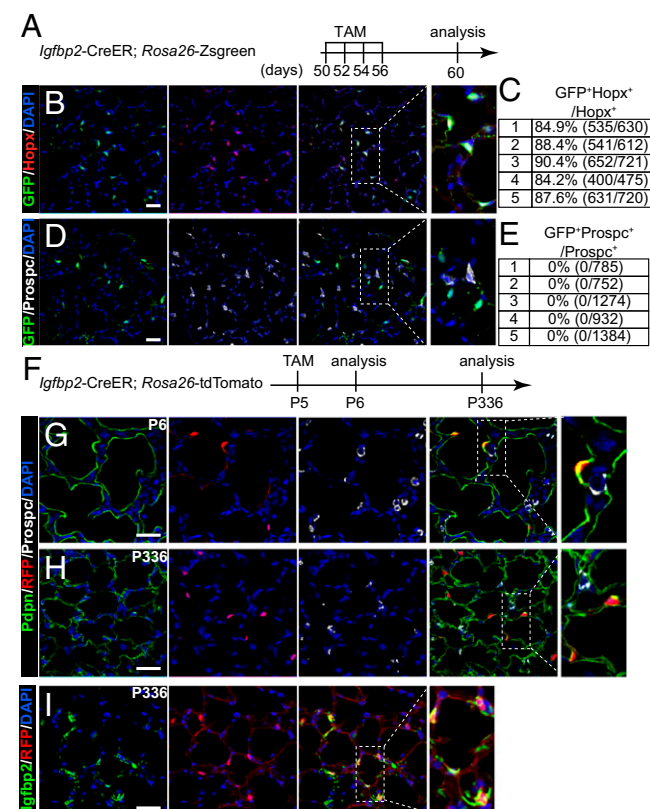 A
Igfbp2-CreER; Rosa26-Zsgreen
TAM
analysis
(days)
50 52 54 56
60
B
GFP/Hopx/DAPI
C
GFP+Hopx+
/Hopx+
1 84.9% (535/630)
2 88.4% (541/612)
3 90.4% (652/721)
4 84.2% (400/475)
5 87.6% (631/720)
D
GFP/Prospc/DAPI
E
GFP+Prospc+
/Prospc+
1 0% (0/785)
2 0% (0/752)
3 0% (0/1274)
4 0% (0/932)
5 0% (0/1384)
F
Igfbp2-CreER; Rosa26-tdTomato
TAM analysis analysis
P5 P6 P336
G
P6
Pdpn/RFP/Prospc/DAPI
H
P336
I
P336
Igfbp2/RFP/DAPI